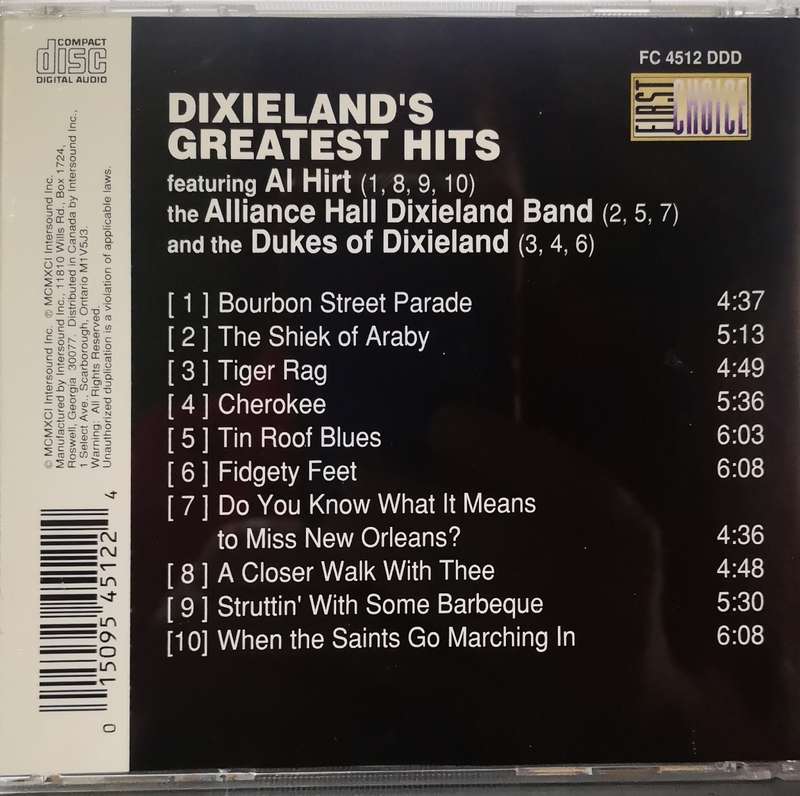 COMPACT
disc
DIGITAL AUDIO
FC 4512 DDD
FIRST CHOICE
DIXIELAND'S
GREATEST HITS
featuring Al Hirt (1, 8, 9, 10)
the Alliance Hall Dixieland Band (2, 5, 7)
and the Dukes of Dixieland (3, 4, 6)
[ 1 ] Bourbon Street Parade 4:37
[ 2 ] The Shiek of Araby 5:13
[ 3 ] Tiger Rag 4:49
[ 4 ] Cherokee 5:36
[ 5 ] Tin Roof Blues 6:03
[ 6 ] Fidgety Feet 6:08
[ 7 ] Do You Know What It Means
to Miss New Orleans? 4:36
[ 8 ] A Closer Walk With Thee 4:48
[ 9 ] Struttin' With Some Barbeque 5:30
[10] When the Saints Go Marching In 6:08
© MCMXCI Intersound Inc. ℗ MCMXCI Intersound Inc.
Manufactured by Intersound Inc., 11810 Wills Rd., Box 1724,
Roswell, Georgia 30077. Distributed in Canada by Intersound Inc.,
1 Select Ave., Scarborough, Ontario M1V5J3.
Warning: All Rights Reserved.
Unauthorized duplication is a violation of applicable laws.
0 15095 45122 4